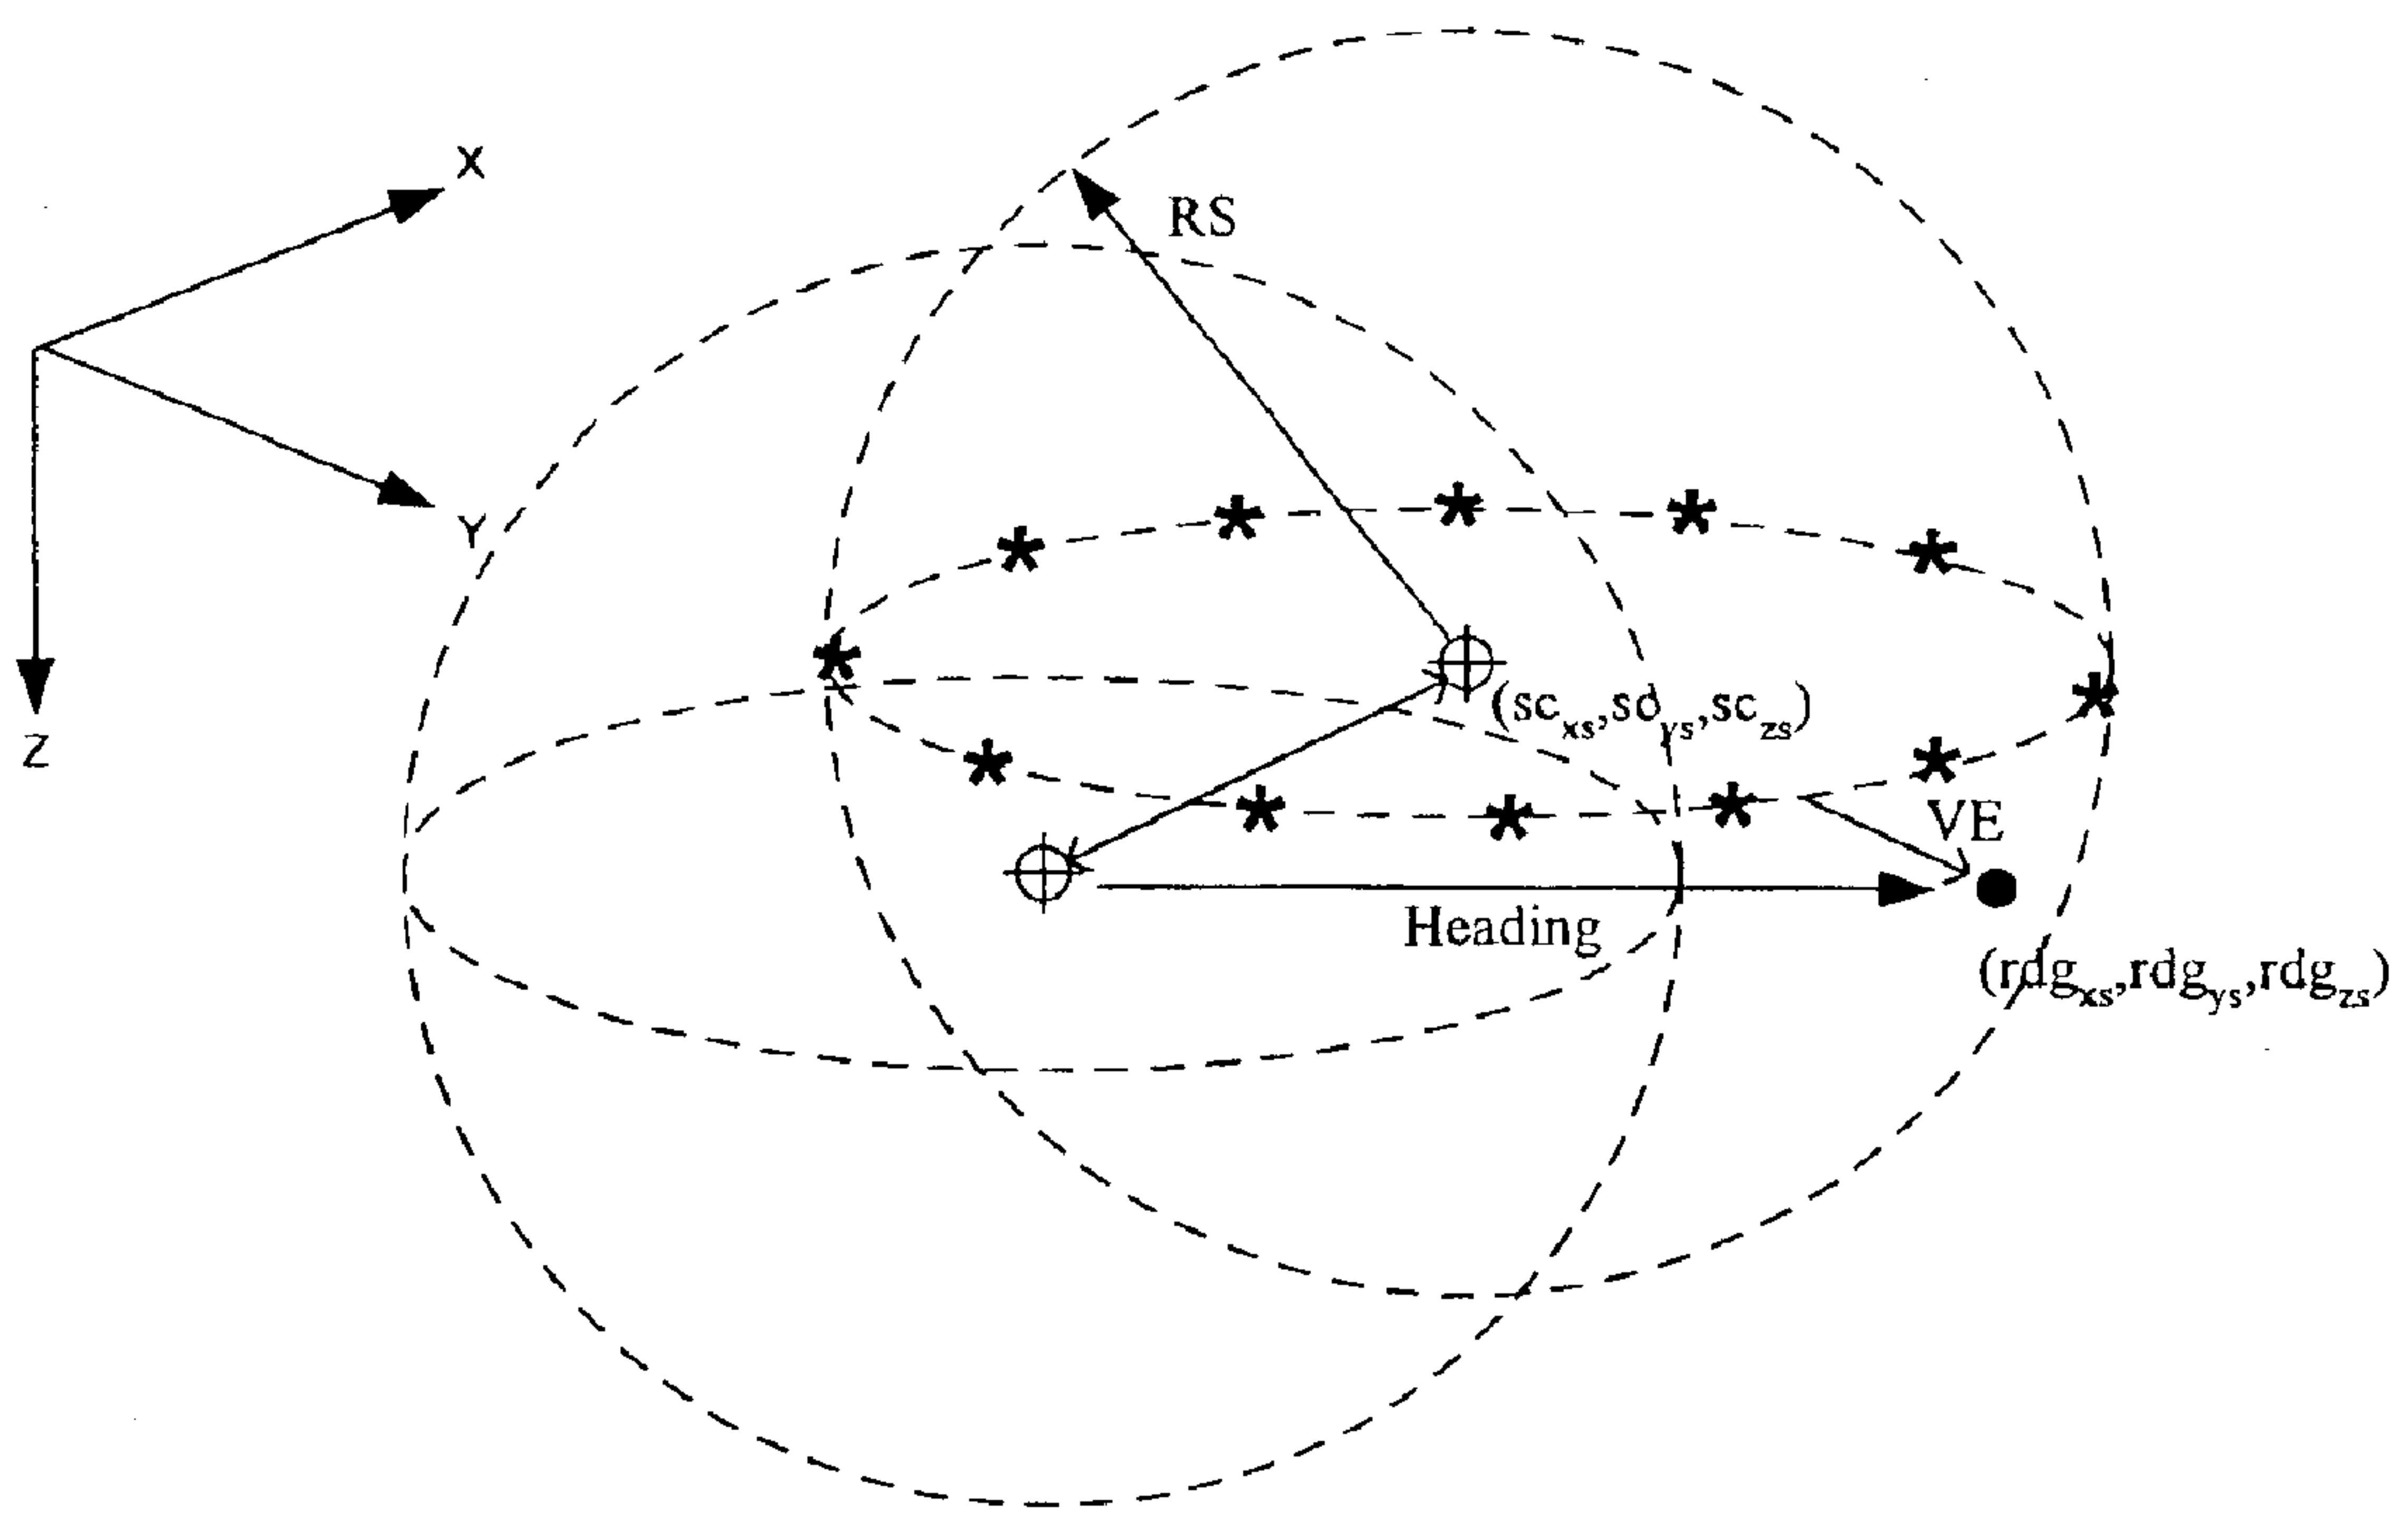 X
RS
Y
(sc_xs,sc_ys,sc_zs)
Z
VE
Heading
(rdg_xs,rdg_ys,rdg_zs)